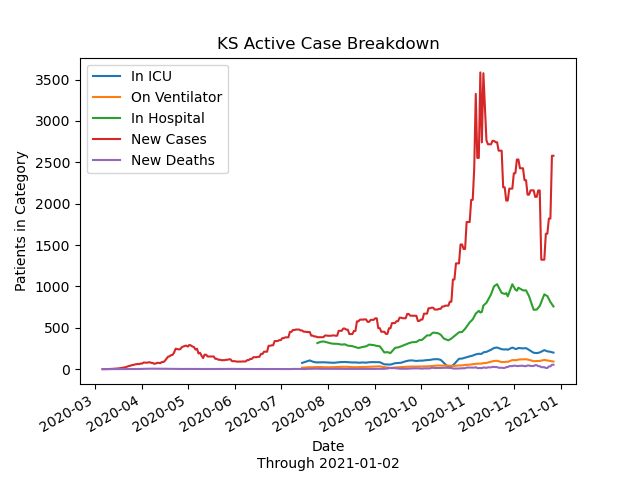 KS Active Case Breakdown
In ICU
On Ventilator
In Hospital
New Cases
New Deaths
Patients in Category
3500
3000
2500
2000
1500
1000
500
0
2020-03
2020-04
2020-05
2020-06
2020-07
2020-08
2020-09
2020-10
2020-11
2020-12
2021-01
Date
Through 2021-01-02